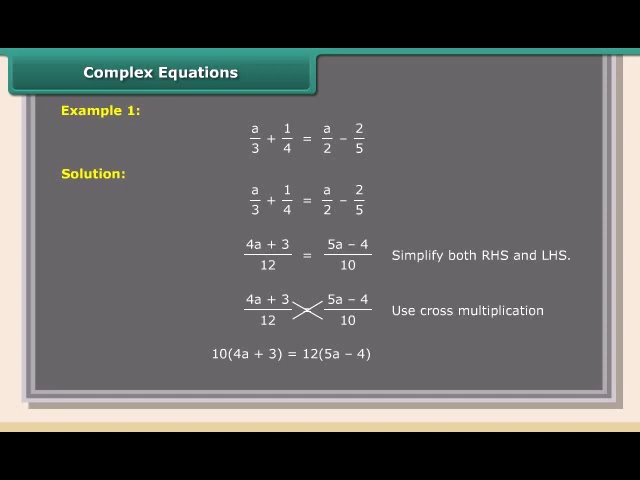 Complex Equations
Example 1:
a/3 + 1/4 = a/2 – 2/5
Solution:
a/3 + 1/4 = a/2 – 2/5
4a + 3/12 = 5a – 4/10 Simplify both RHS and LHS.
4a + 3/12 = 5a – 4/10 Use cross multiplication
10(4a + 3) = 12(5a – 4)